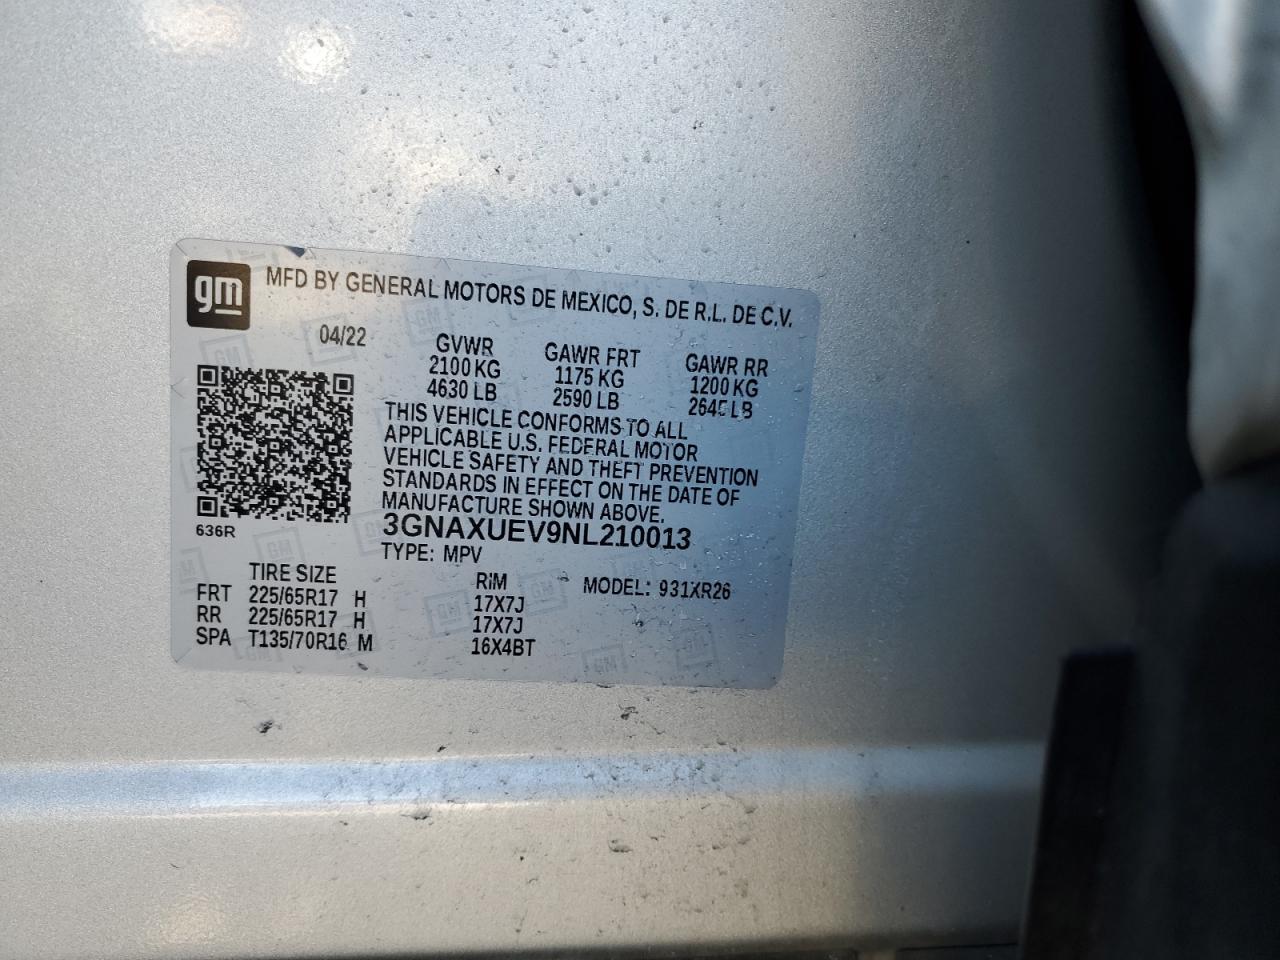 gm MFD BY GENERAL MOTORS DE MEXICO, S. DE R.L. DE C.V.
04/22
GVWR GAWR FRT GAWR RR
2100 KG 1175 KG 1200 KG
4630 LB 2590 LB 2645 LB
THIS VEHICLE CONFORMS TO ALL
APPLICABLE U.S. FEDERAL MOTOR
VEHICLE SAFETY AND THEFT PREVENTION
STANDARDS IN EFFECT ON THE DATE OF
MANUFACTURE SHOWN ABOVE.
636R
3GNAXUEV9NL210013
TYPE: MPV
TIRE SIZE RIM MODEL: 931XR26
FRT 225/65R17 H 17X7J
RR 225/65R17 H 17X7J
SPA T135/70R16 M 16X4BT